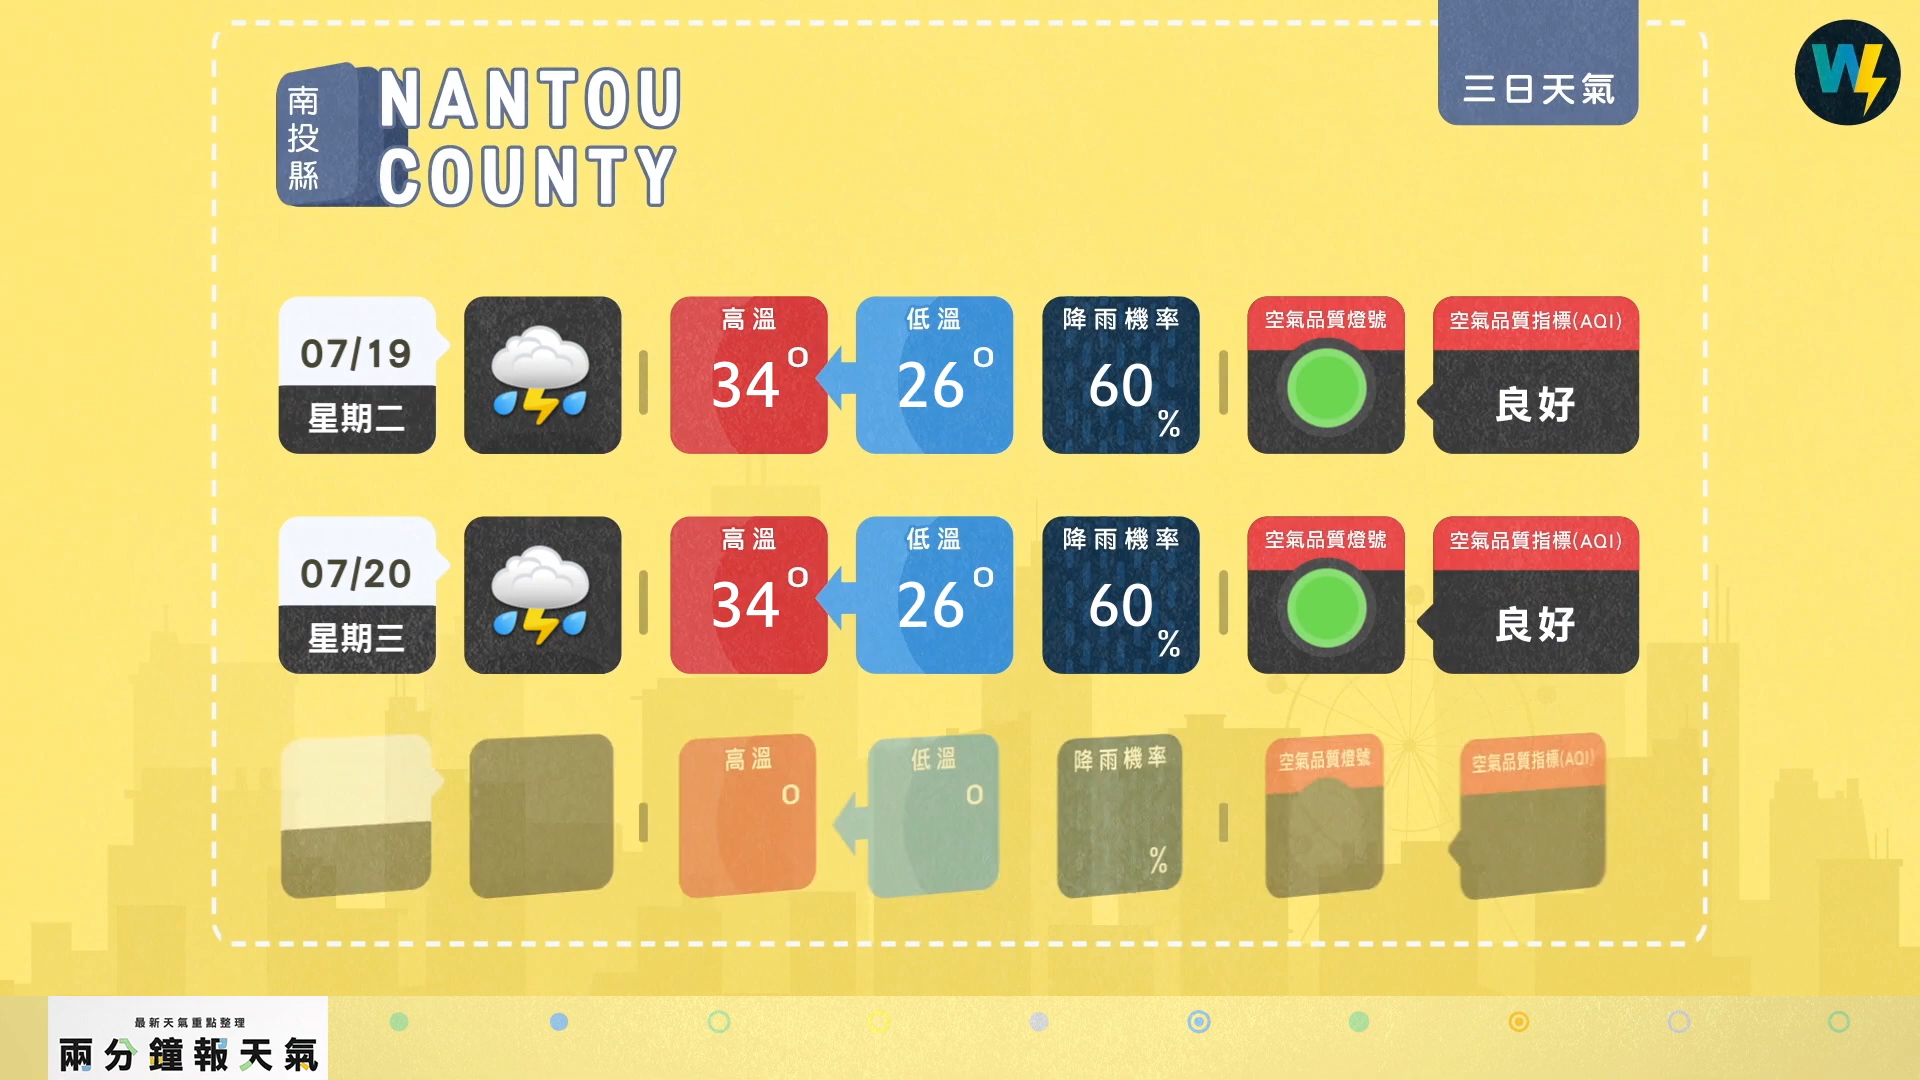 南投縣
NANTOU
COUNTY
三日天氣
W
07/19
星期二
高溫
34°
低溫
26°
降雨機率
60%
空氣品質燈號
空氣品質指標(AQI)
良好
07/20
星期三
高溫
34°
低溫
26°
降雨機率
60%
空氣品質燈號
空氣品質指標(AQI)
良好
高溫
°
低溫
°
降雨機率
%
空氣品質燈號
空氣品質指標(AQI)
最新天氣重點整理
兩分鐘報天氣